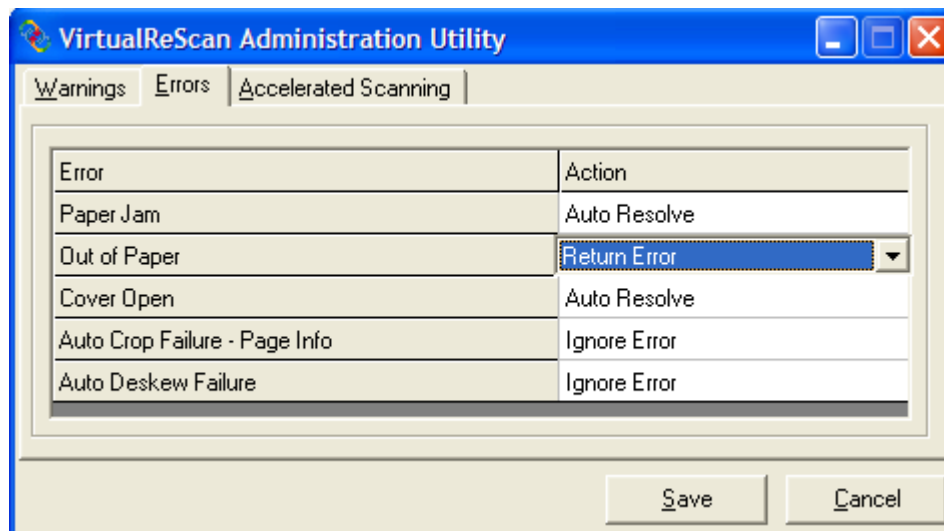 VirtualReScan Administration Utility
Warnings Errors Accelerated Scanning
Error Action
Paper Jam Auto Resolve
Out of Paper Return Error
Cover Open Auto Resolve
Auto Crop Failure - Page Info Ignore Error
Auto Deskew Failure Ignore Error
Save Cancel